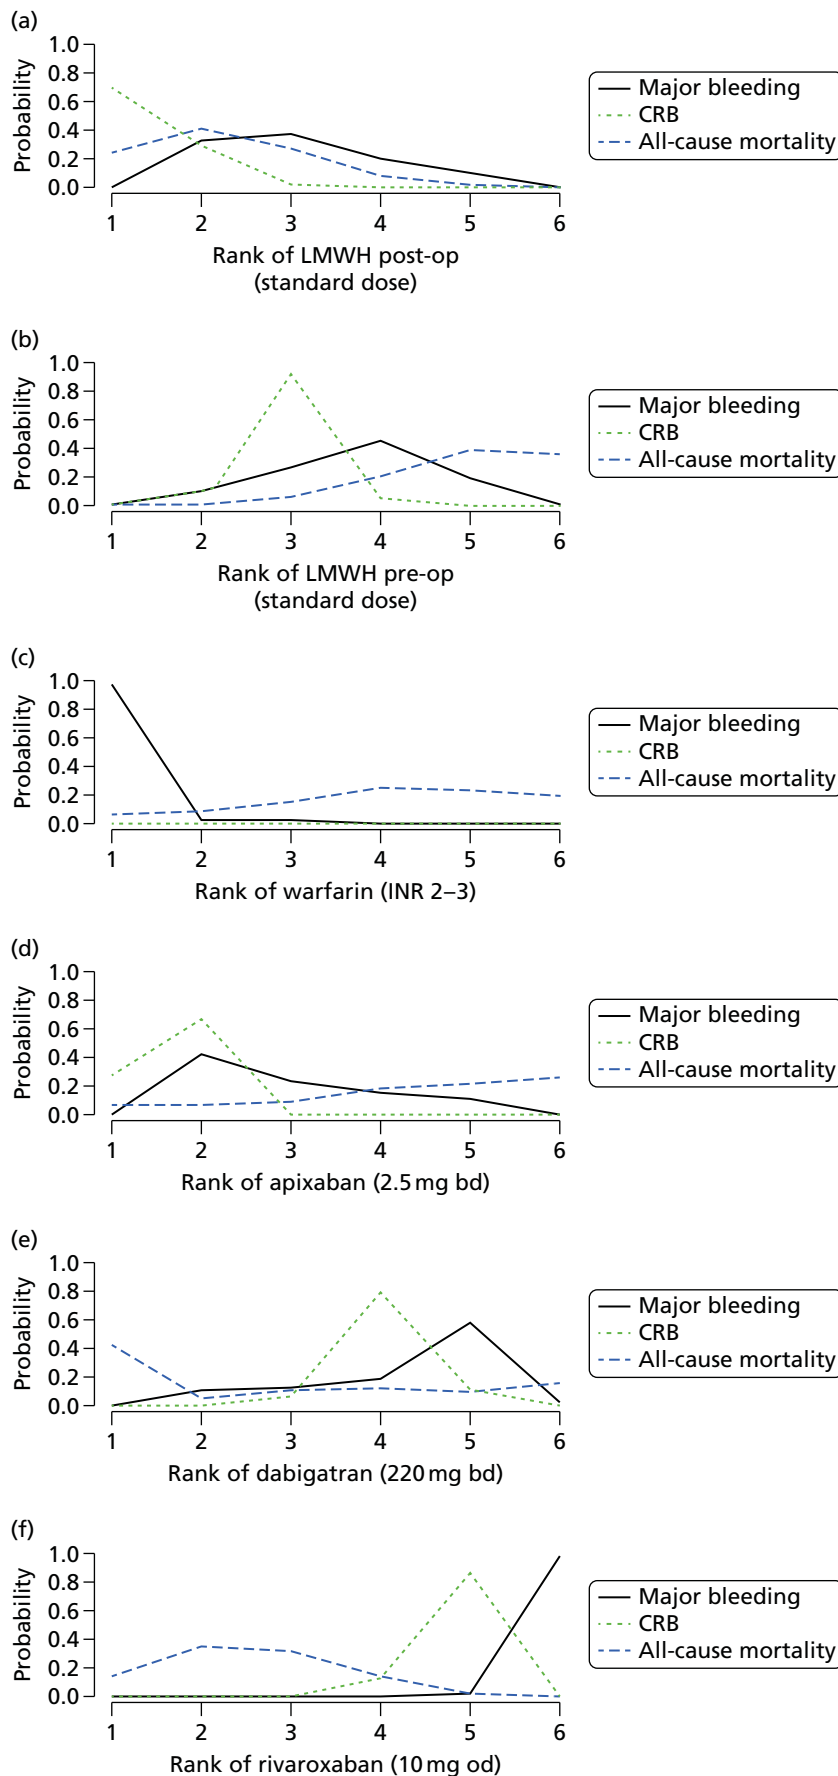 (a)
1.0
0.8
0.6
0.4
0.2
0.0
Probability
1 2 3 4 5 6
Rank of LMWH post-op
(standard dose)
Major bleeding
CRB
All-cause mortality
(b)
1.0
0.8
0.6
0.4
0.2
0.0
Probability
1 2 3 4 5 6
Rank of LMWH pre-op
(standard dose)
Major bleeding
CRB
All-cause mortality
(c)
1.0
0.8
0.6
0.4
0.2
0.0
Probability
1 2 3 4 5 6
Rank of warfarin (INR 2–3)
Major bleeding
CRB
All-cause mortality
(d)
1.0
0.8
0.6
0.4
0.2
0.0
Probability
1 2 3 4 5 6
Rank of apixaban (2.5 mg bd)
Major bleeding
CRB
All-cause mortality
(e)
1.0
0.8
0.6
0.4
0.2
0.0
Probability
1 2 3 4 5 6
Rank of dabigatran (220 mg bd)
Major bleeding
CRB
All-cause mortality
(f)
1.0
0.8
0.6
0.4
0.2
0.0
Probability
1 2 3 4 5 6
Rank of rivaroxaban (10 mg od)
Major bleeding
CRB
All-cause mortality